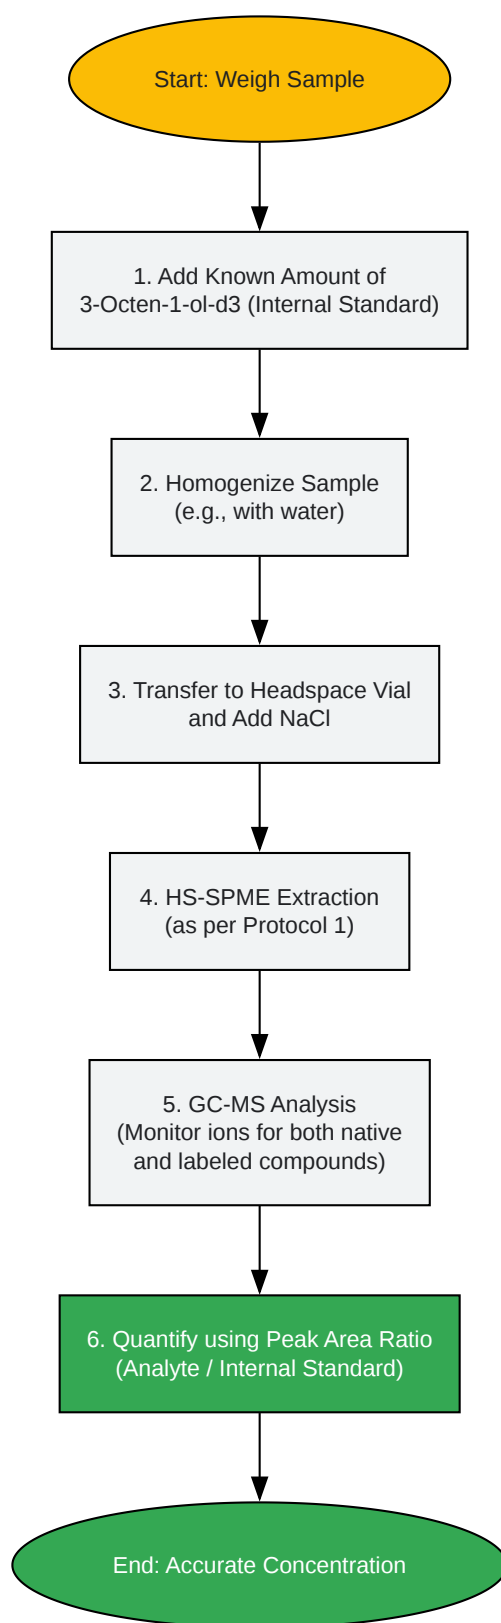 Start: Weigh Sample
1. Add Known Amount of
3-Octen-1-ol-d3 (Internal Standard)
2. Homogenize Sample
(e.g., with water)
3. Transfer to Headspace Vial
and Add NaCl
4. HS-SPME Extraction
(as per Protocol 1)
5. GC-MS Analysis
(Monitor ions for both native
and labeled compounds)
6. Quantify using Peak Area Ratio
(Analyte / Internal Standard)
End: Accurate Concentration